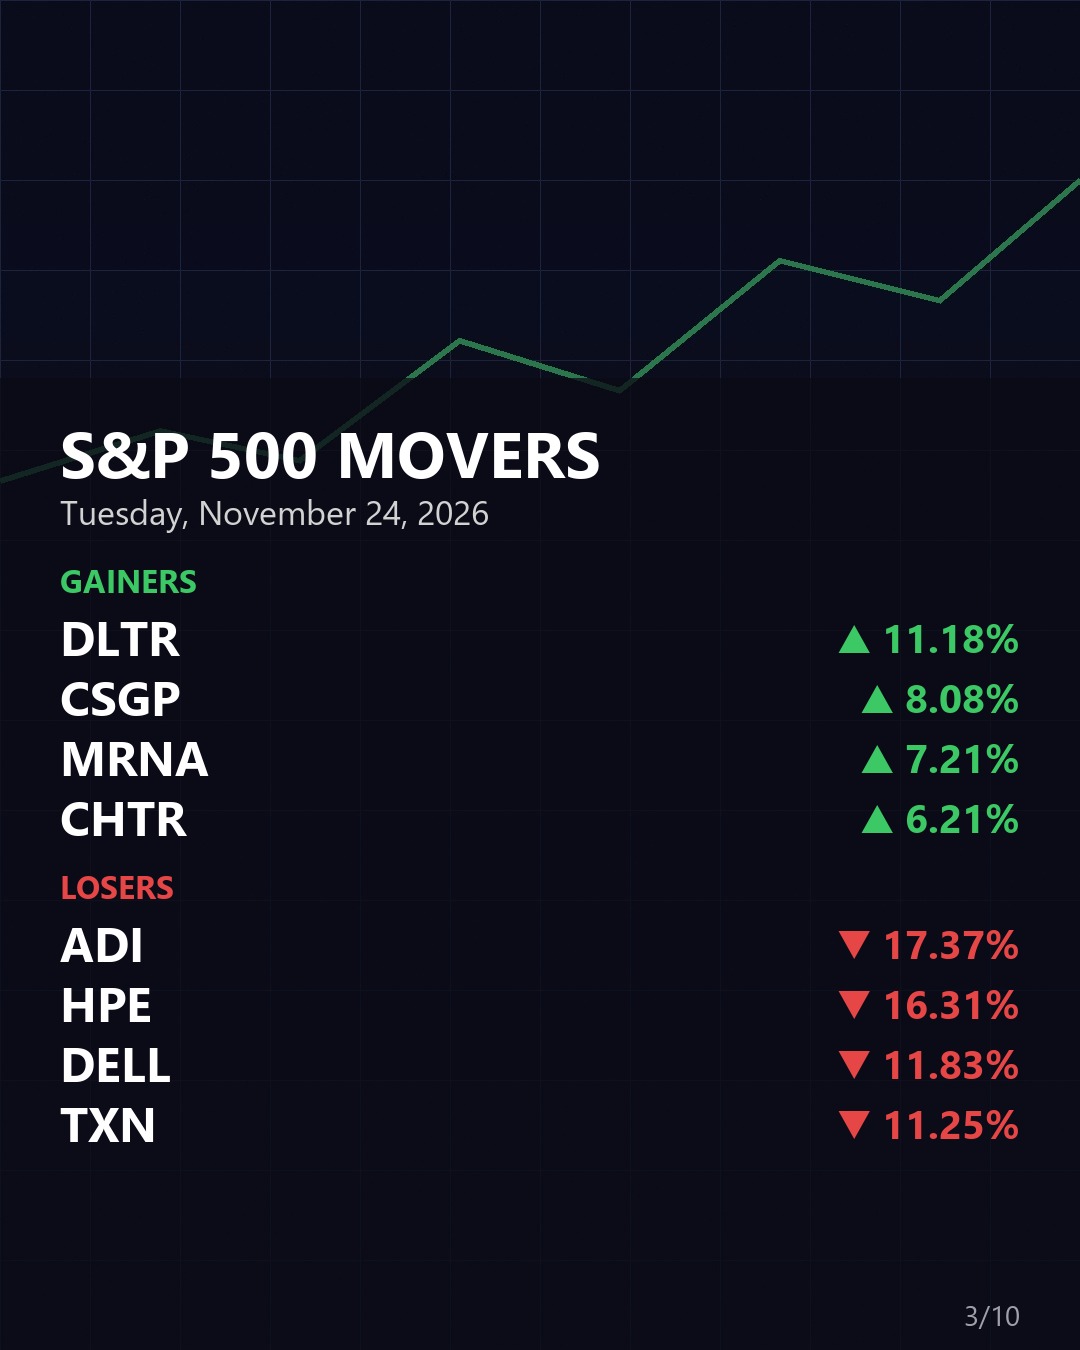 S&P 500 MOVERS
Tuesday, November 24, 2026
GAINERS
DLTR ▲ 11.18%
CSGP ▲ 8.08%
MRNA ▲ 7.21%
CHTR ▲ 6.21%
LOSERS
ADI ▼ 17.37%
HPE ▼ 16.31%
DELL ▼ 11.83%
TXN ▼ 11.25%
3/10